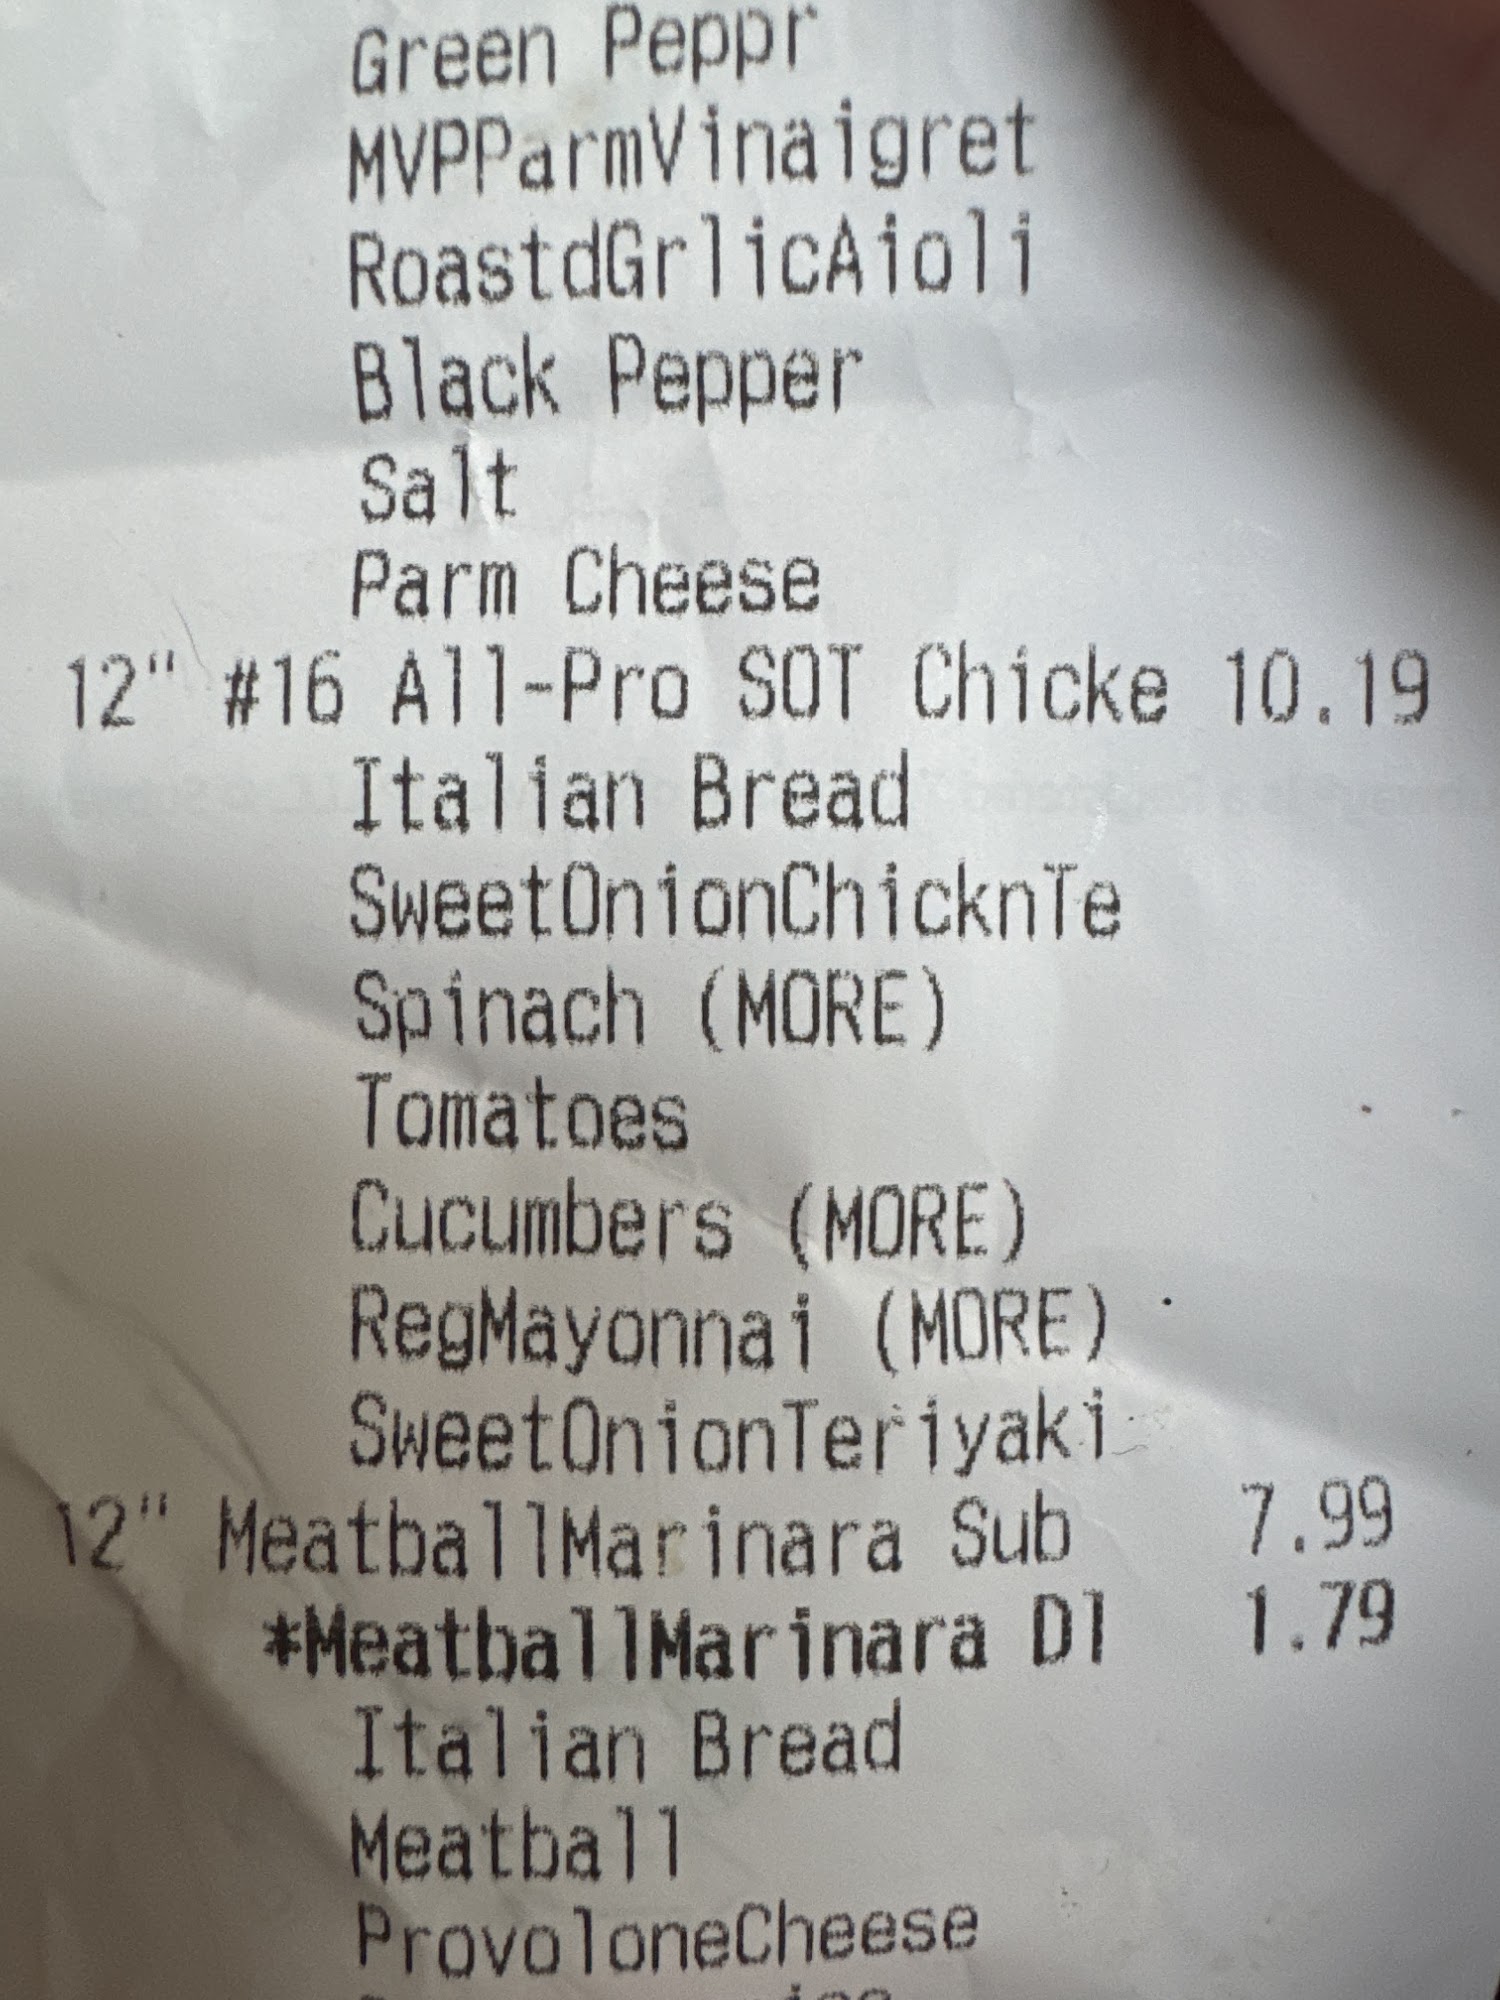 Green Peppr
MVPParmVinaigret
RoastdGrlicAioli
Black Pepper
Salt
Parm Cheese
12" #16 All-Pro SOT Chicke 10.19
Italian Bread
SweetOnionChicknTe
Spinach (MORE)
Tomatoes
Cucumbers (MORE)
RegMayonnai (MORE)
SweetOnionTeriyaki
12" MeatballMarinara Sub 7.99
*MeatballMarinara Dl 1.79
Italian Bread
Meatball
ProvoloneCheese